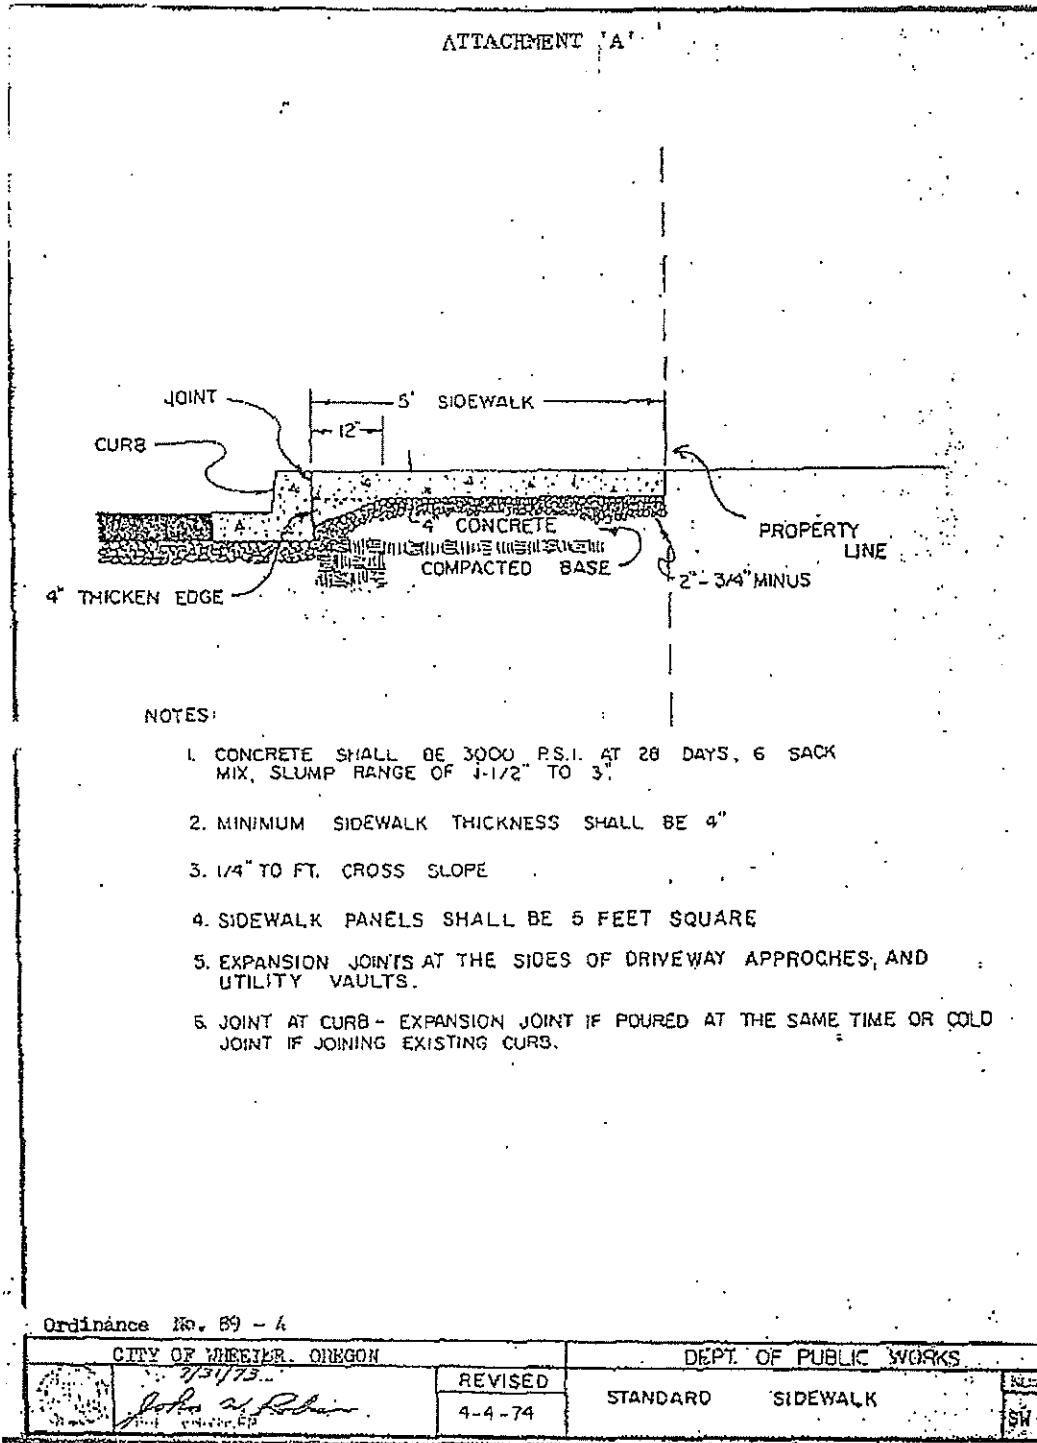 ATTACHMENT 'A'
JOINT
5' SIDEWALK
12"
CURB
4" CONCRETE
PROPERTY
LINE
COMPACTED BASE
2"-3/4" MINUS
4" THICKEN EDGE
NOTES:
1. CONCRETE SHALL BE 3000 P.S.I. AT 28 DAYS, 6 SACK
MIX, SLUMP RANGE OF 1-1/2" TO 3".
2. MINIMUM SIDEWALK THICKNESS SHALL BE 4"
3. 1/4" TO FT. CROSS SLOPE
4. SIDEWALK PANELS SHALL BE 5 FEET SQUARE
5. EXPANSION JOINTS AT THE SIDES OF DRIVEWAY APPROCHES, AND
UTILITY VAULTS.
6. JOINT AT CURB - EXPANSION JOINT IF POURED AT THE SAME TIME OR COLD
JOINT IF JOINING EXISTING CURB.
Ordinance No. 89 - 4
CITY OF WHEELER, OREGON
DEPT. OF PUBLIC WORKS
7/31/73
John W.
REVISED
4-4-74
STANDARD SIDEWALK
SW